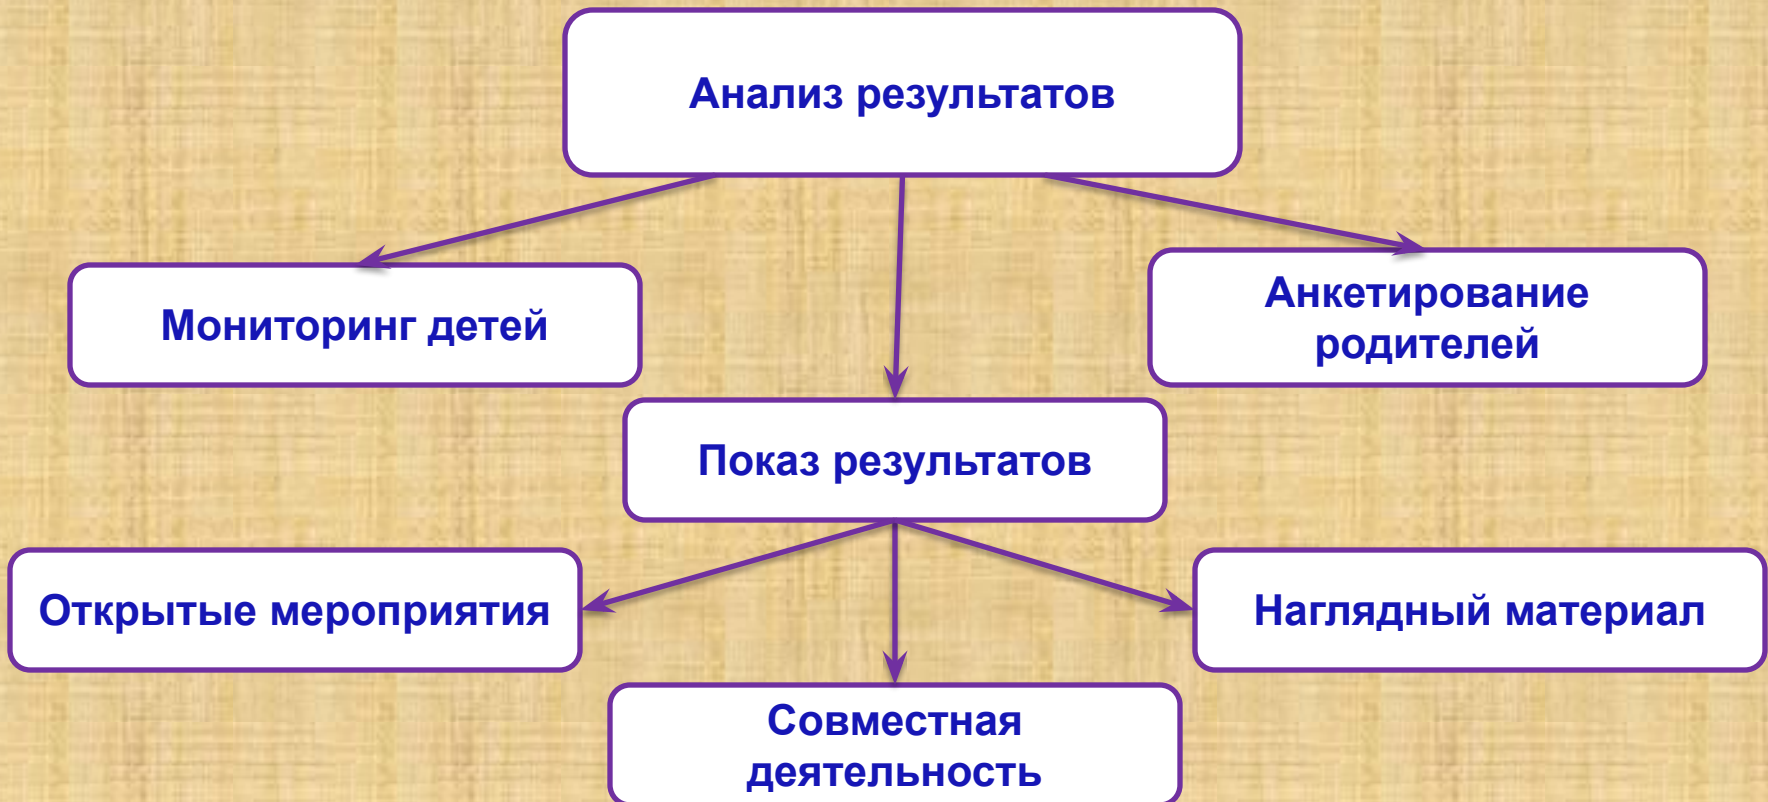 Анализ результатов
Мониторинг детей
Анкетирование
родителей
Показ результатов
Открытые мероприятия
Наглядный материал
Совместная
деятельность